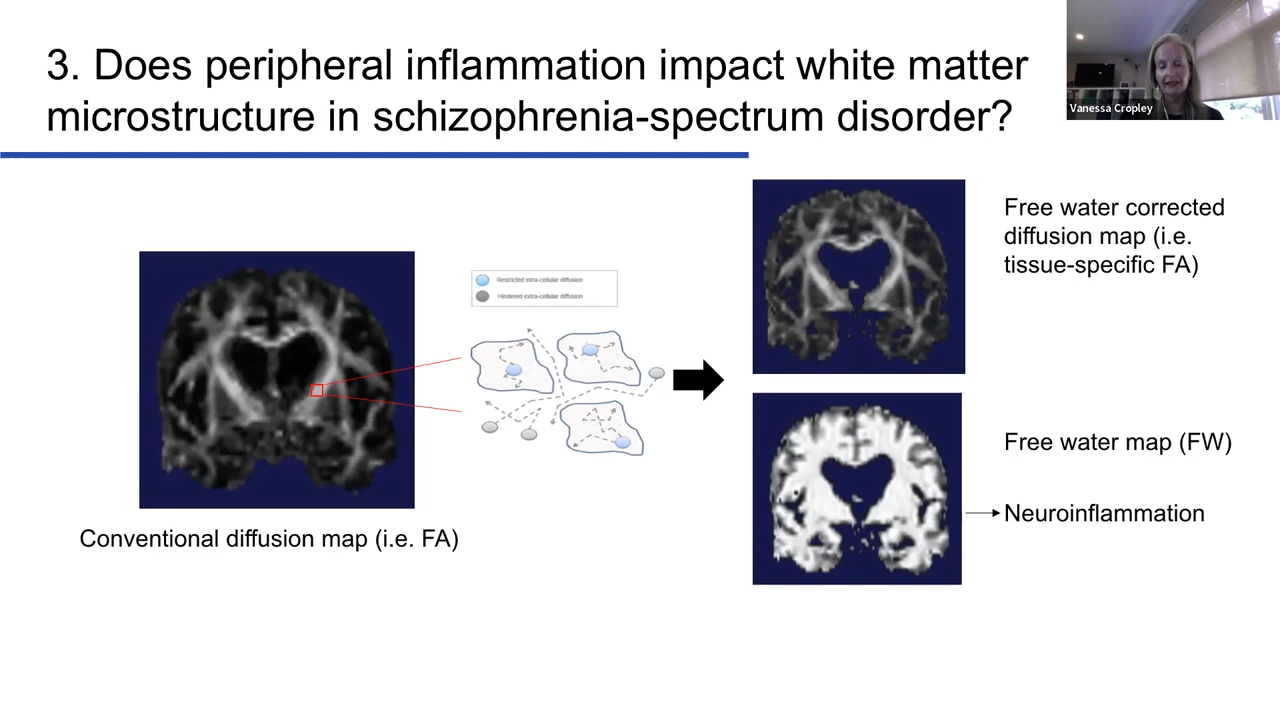 3. Does peripheral inflammation impact white matter
microstructure in schizophrenia-spectrum disorder?
Vanessa Cropley
Restricted intra-cellular diffusion
Hindered extra-cellular diffusion
Free water corrected
diffusion map (i.e.
tissue-specific FA)
Free water map (FW)
Neuroinflammation
Conventional diffusion map (i.e. FA)